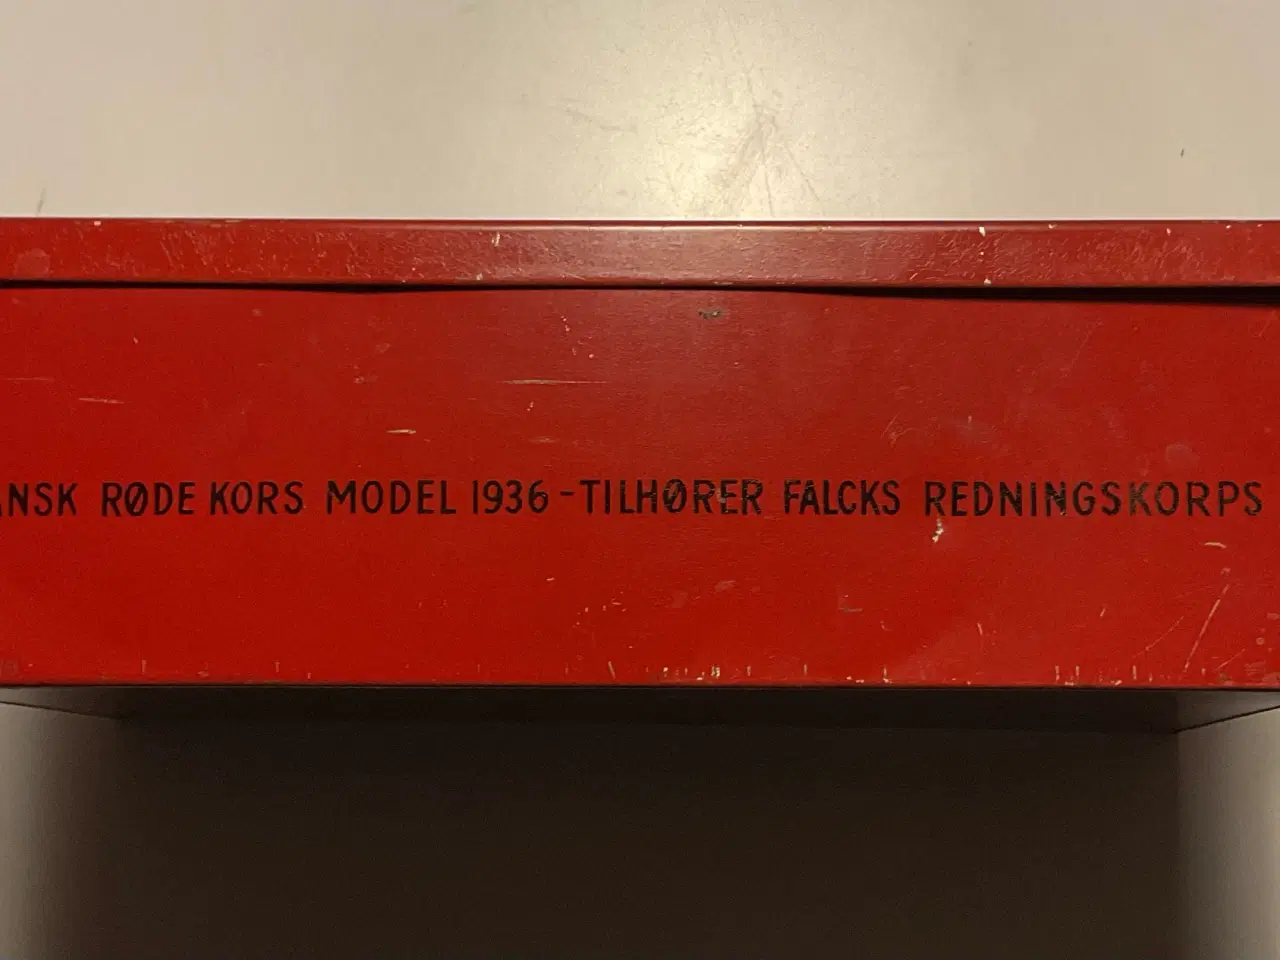 ANSK RØDE KORS MODEL 1936 - TILHØRER FALCKS REDNINGSKORPS